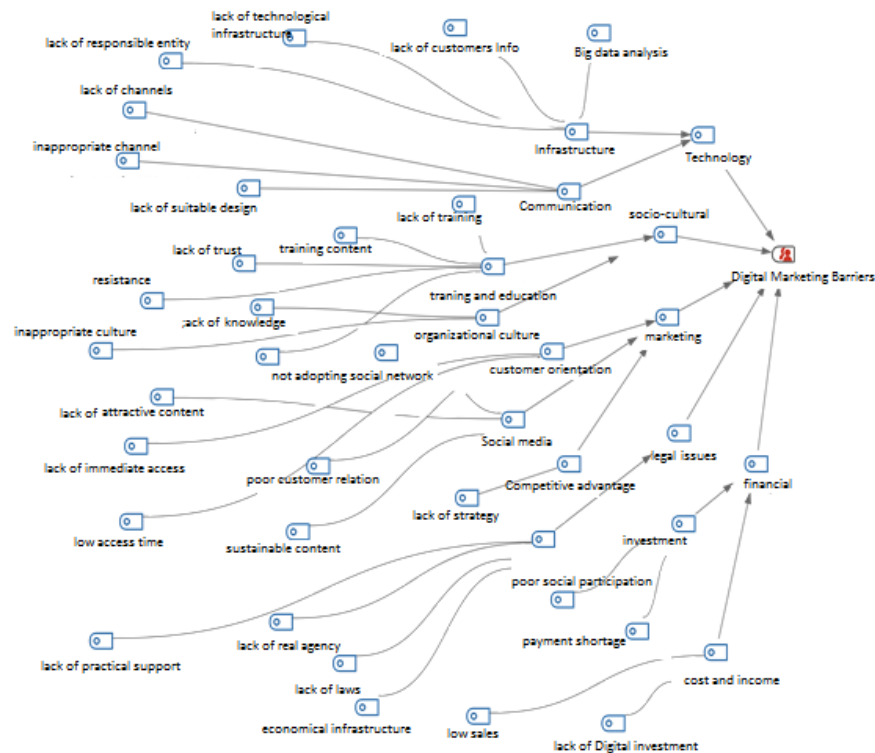 lack of technological
infrastructure
lack of responsible entity
lack of customers Info
Big data analysis
lack of channels
inappropriate channel
Infrastructure
Technology
lack of suitable design
Communication
lack of training
socio-cultural
lack of trust
training content
resistance
traning and education
Digital Marketing Barriers
lack of knowledge
inappropriate culture
organizational culture
marketing
not adopting social network
customer orientation
lack of attractive content
Social media
legal issues
lack of immediate access
poor customer relation
Competitive advantage
financial
lack of strategy
low access time
sustainable content
investment
poor social participation
lack of practical support
lack of real agency
payment shortage
lack of laws
cost and income
economical infrastructure
low sales
lack of Digital investment